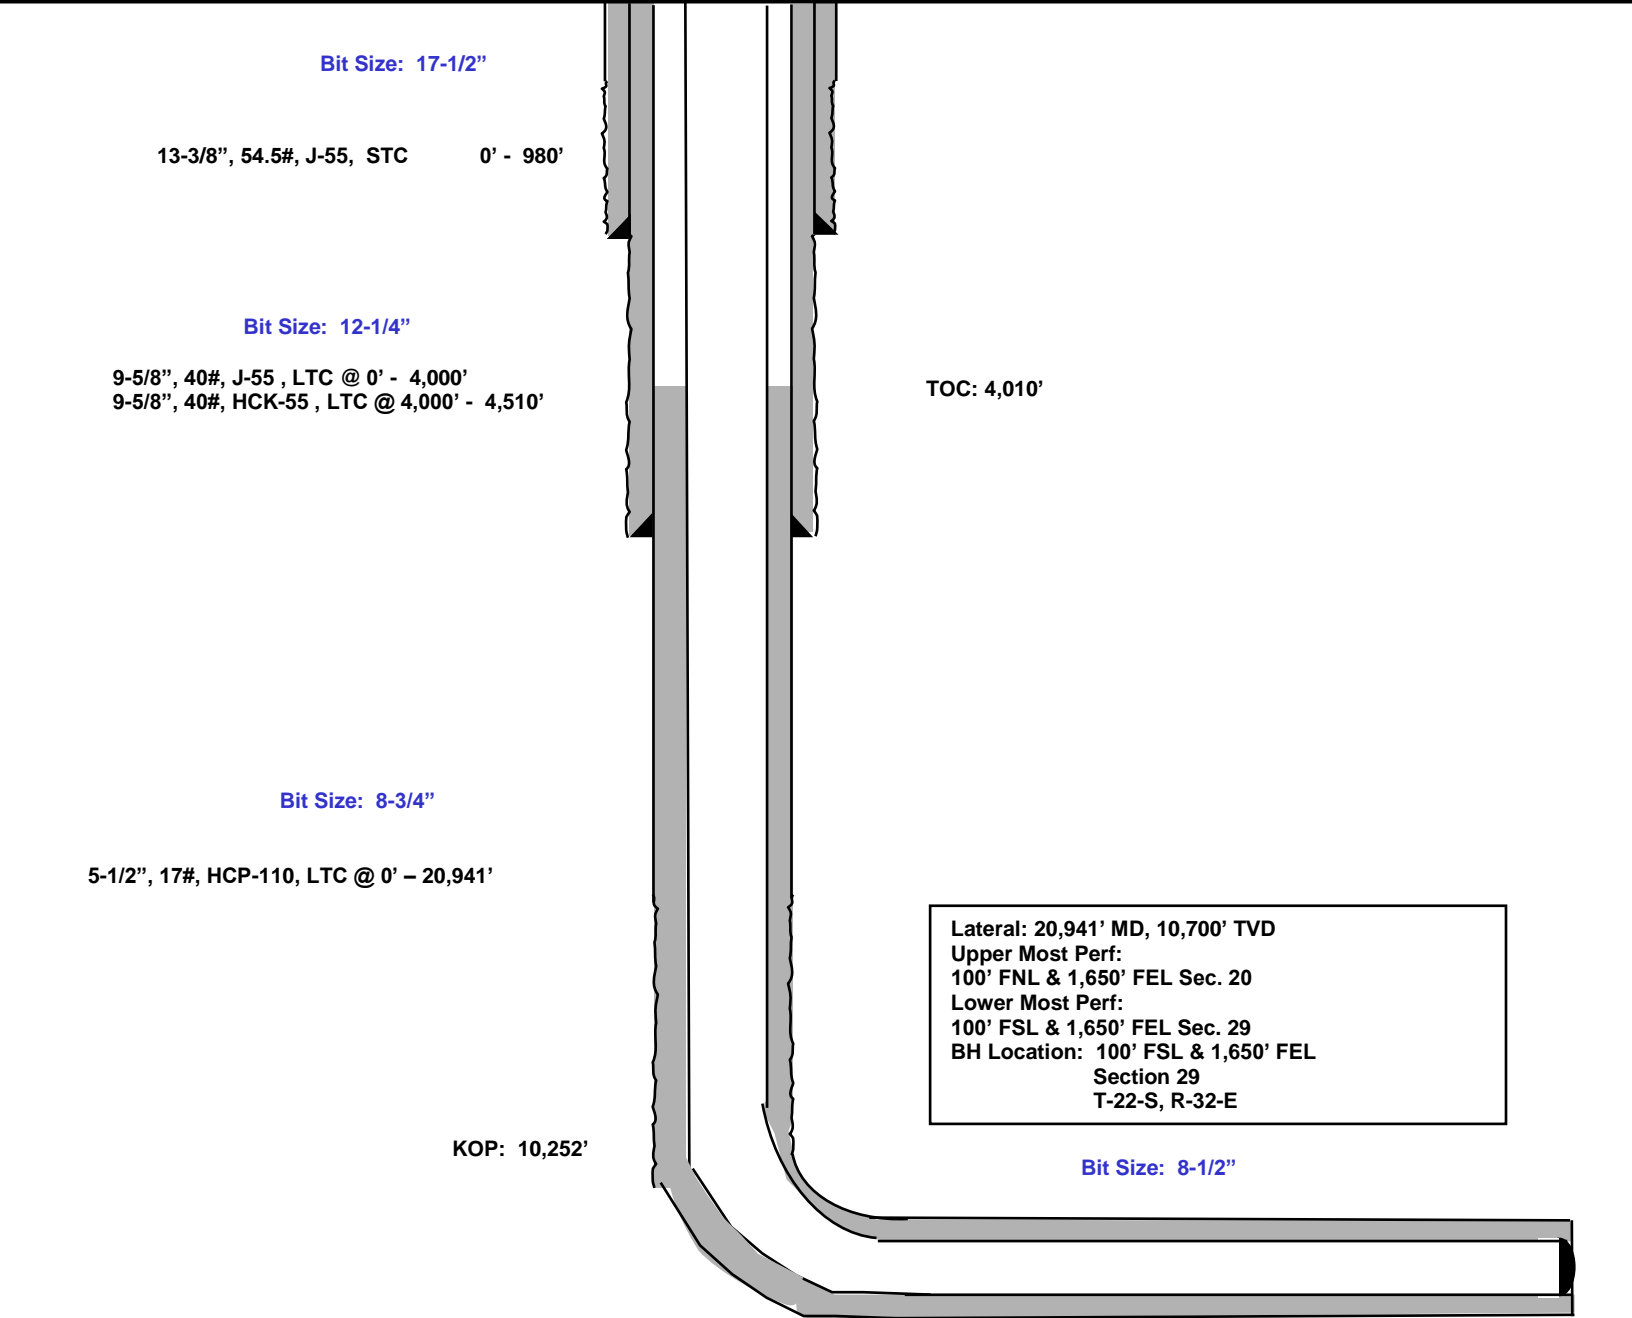 Bit Size: 17-1/2”
13-3/8”, 54.5#, J-55, STC 0’ - 980’
Bit Size: 12-1/4”
9-5/8”, 40#, J-55 , LTC @ 0’ - 4,000’
9-5/8”, 40#, HCK-55 , LTC @ 4,000’ - 4,510’
TOC: 4,010’
Bit Size: 8-3/4”
5-1/2”, 17#, HCP-110, LTC @ 0’ – 20,941’
Lateral: 20,941’ MD, 10,700’ TVD
Upper Most Perf:
100’ FNL & 1,650’ FEL Sec. 20
Lower Most Perf:
100’ FSL & 1,650’ FEL Sec. 29
BH Location: 100’ FSL & 1,650’ FEL
Section 29
T-22-S, R-32-E
KOP: 10,252’
Bit Size: 8-1/2”